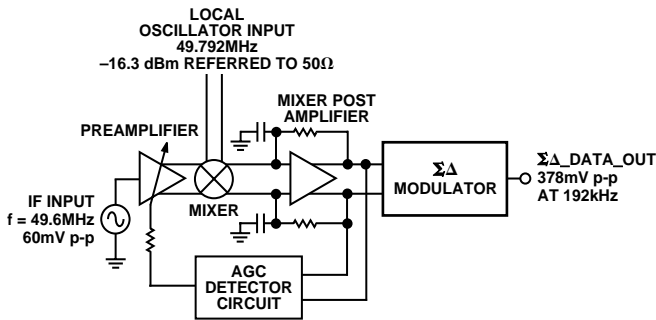 LOCAL
OSCILLATOR INPUT
49.792MHz
–16.3 dBm REFERRED TO 50Ω
MIXER POST
AMPLIFIER
PREAMPLIFIER
IF INPUT
f = 49.6MHz
60mV p-p
MIXER
ΣΔ
MODULATOR
ΣΔ_DATA_OUT
378mV p-p
AT 192kHz
AGC
DETECTOR
CIRCUIT